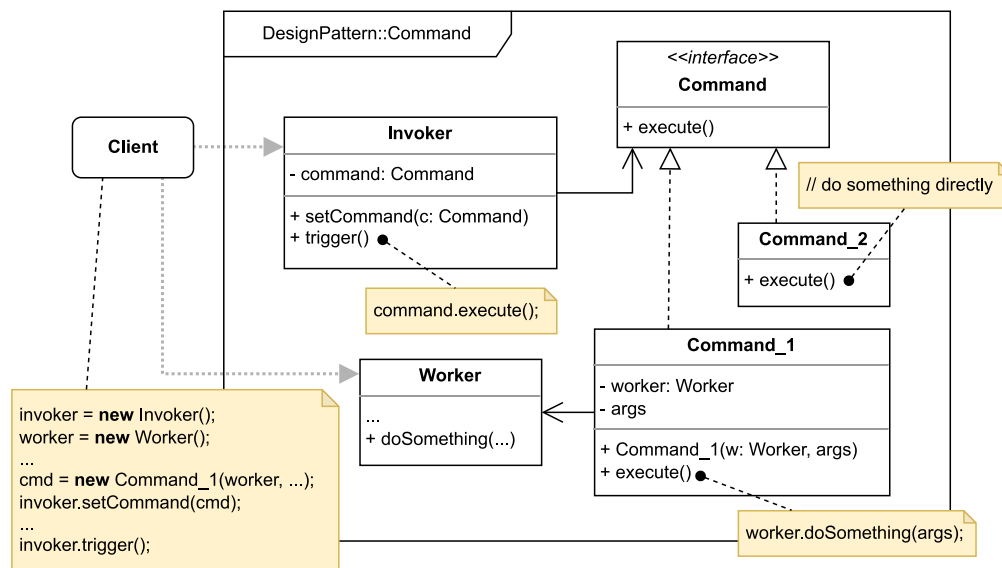 DesignPattern::Command
<<interface>>
Command
+ execute()
Client
Invoker
- command: Command
+ setCommand(c: Command)
+ trigger()
// do something directly
Command_2
+ execute()
command.execute();
Command_1
- worker: Worker
- args
+ Command_1(w: Worker, args)
+ execute()
Worker
...
+ doSomething(...)
invoker = new Invoker();
worker = new Worker();
...
cmd = new Command_1(worker, ...);
invoker.setCommand(cmd);
...
invoker.trigger();
worker.doSomething(args);